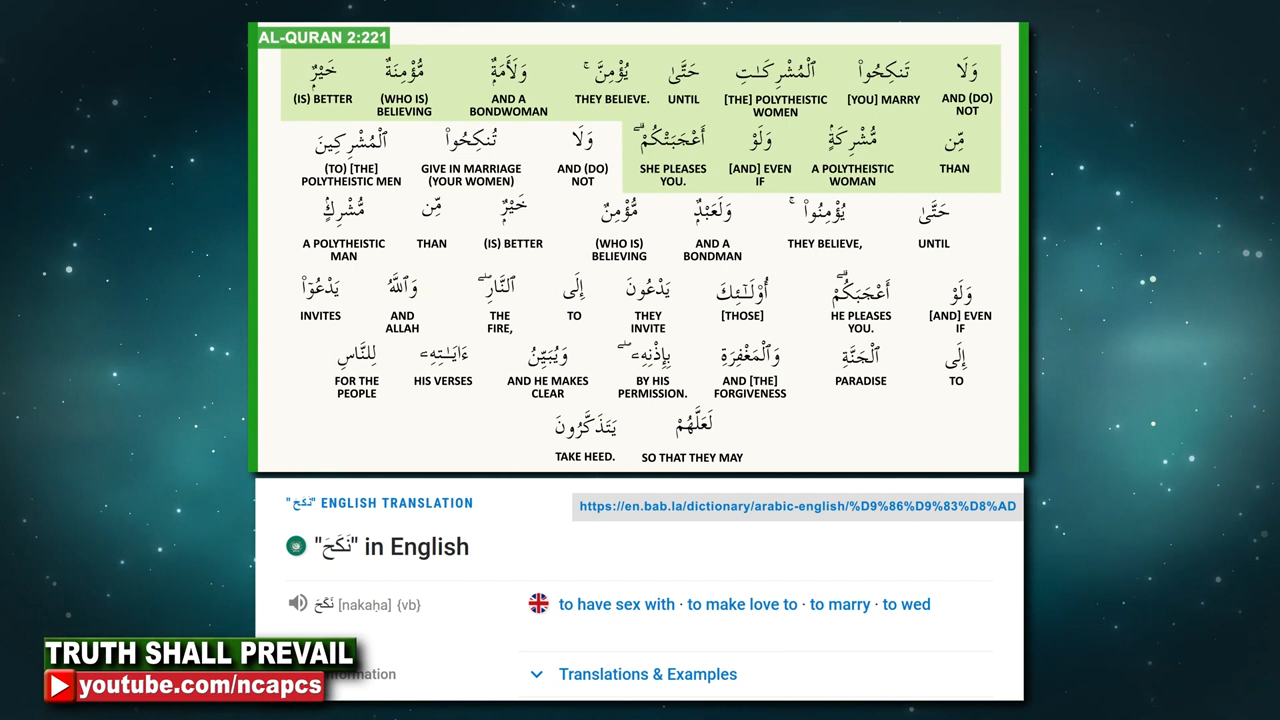 AL-QURAN 2:221
وَلَا تَنكِحُوا۟ ٱلْمُشْرِكَـٰتِ حَتَّىٰ يُؤْمِنَّ ۚ وَلَأَمَةٌ مُّؤْمِنَةٌ خَيْرٌ
(IS) BETTER (WHO IS) BELIEVING AND A BONDWOMAN THEY BELIEVE. UNTIL [THE] POLYTHEISTIC WOMEN [YOU] MARRY AND (DO) NOT
مِّن مُّشْرِكَةٍ وَلَوْ أَعْجَبَتْكُمْ ۗ وَلَا تُنكِحُوا۟ ٱلْمُشْرِكِينَ
(TO) [THE] POLYTHEISTIC MEN GIVE IN MARRIAGE (YOUR WOMEN) AND (DO) NOT SHE PLEASES YOU. [AND] EVEN IF A POLYTHEISTIC WOMAN THAN
حَتَّىٰ يُؤْمِنُوا۟ ۚ وَلَعَبْدٌ مُّؤْمِنٌ خَيْرٌ مِّن مُّشْرِكٍ
A POLYTHEISTIC MAN THAN (IS) BETTER (WHO IS) BELIEVING AND A BONDMAN THEY BELIEVE, UNTIL
وَلَوْ أَعْجَبَكُمْ ۗ أُو۟لَـٰٓئِكَ يَدْعُونَ إِلَى ٱلنَّارِ ۖ وَٱللَّهُ يَدْعُوٓا۟
INVITES AND ALLAH THE FIRE, TO THEY INVITE [THOSE] HE PLEASES YOU. [AND] EVEN IF
إِلَى ٱلْجَنَّةِ وَٱلْمَغْفِرَةِ بِإِذْنِهِۦ ۖ وَيُبَيِّنُ ءَايَـٰتِهِۦ لِلنَّاسِ
FOR THE PEOPLE HIS VERSES AND HE MAKES CLEAR BY HIS PERMISSION. AND [THE] FORGIVENESS PARADISE TO
لَعَلَّهُمْ يَتَذَكَّرُونَ
TAKE HEED. SO THAT THEY MAY
"نَكَحَ" ENGLISH TRANSLATION
https://en.bab.la/dictionary/arabic-english/%D9%86%D9%83%D8%AD
"نَكَحَ" in English
نَكَحَ [nakaḥa] {vb}
to have sex with · to make love to · to marry · to wed
Translations & Examples
TRUTH SHALL PREVAIL
youtube.com/ncapcs